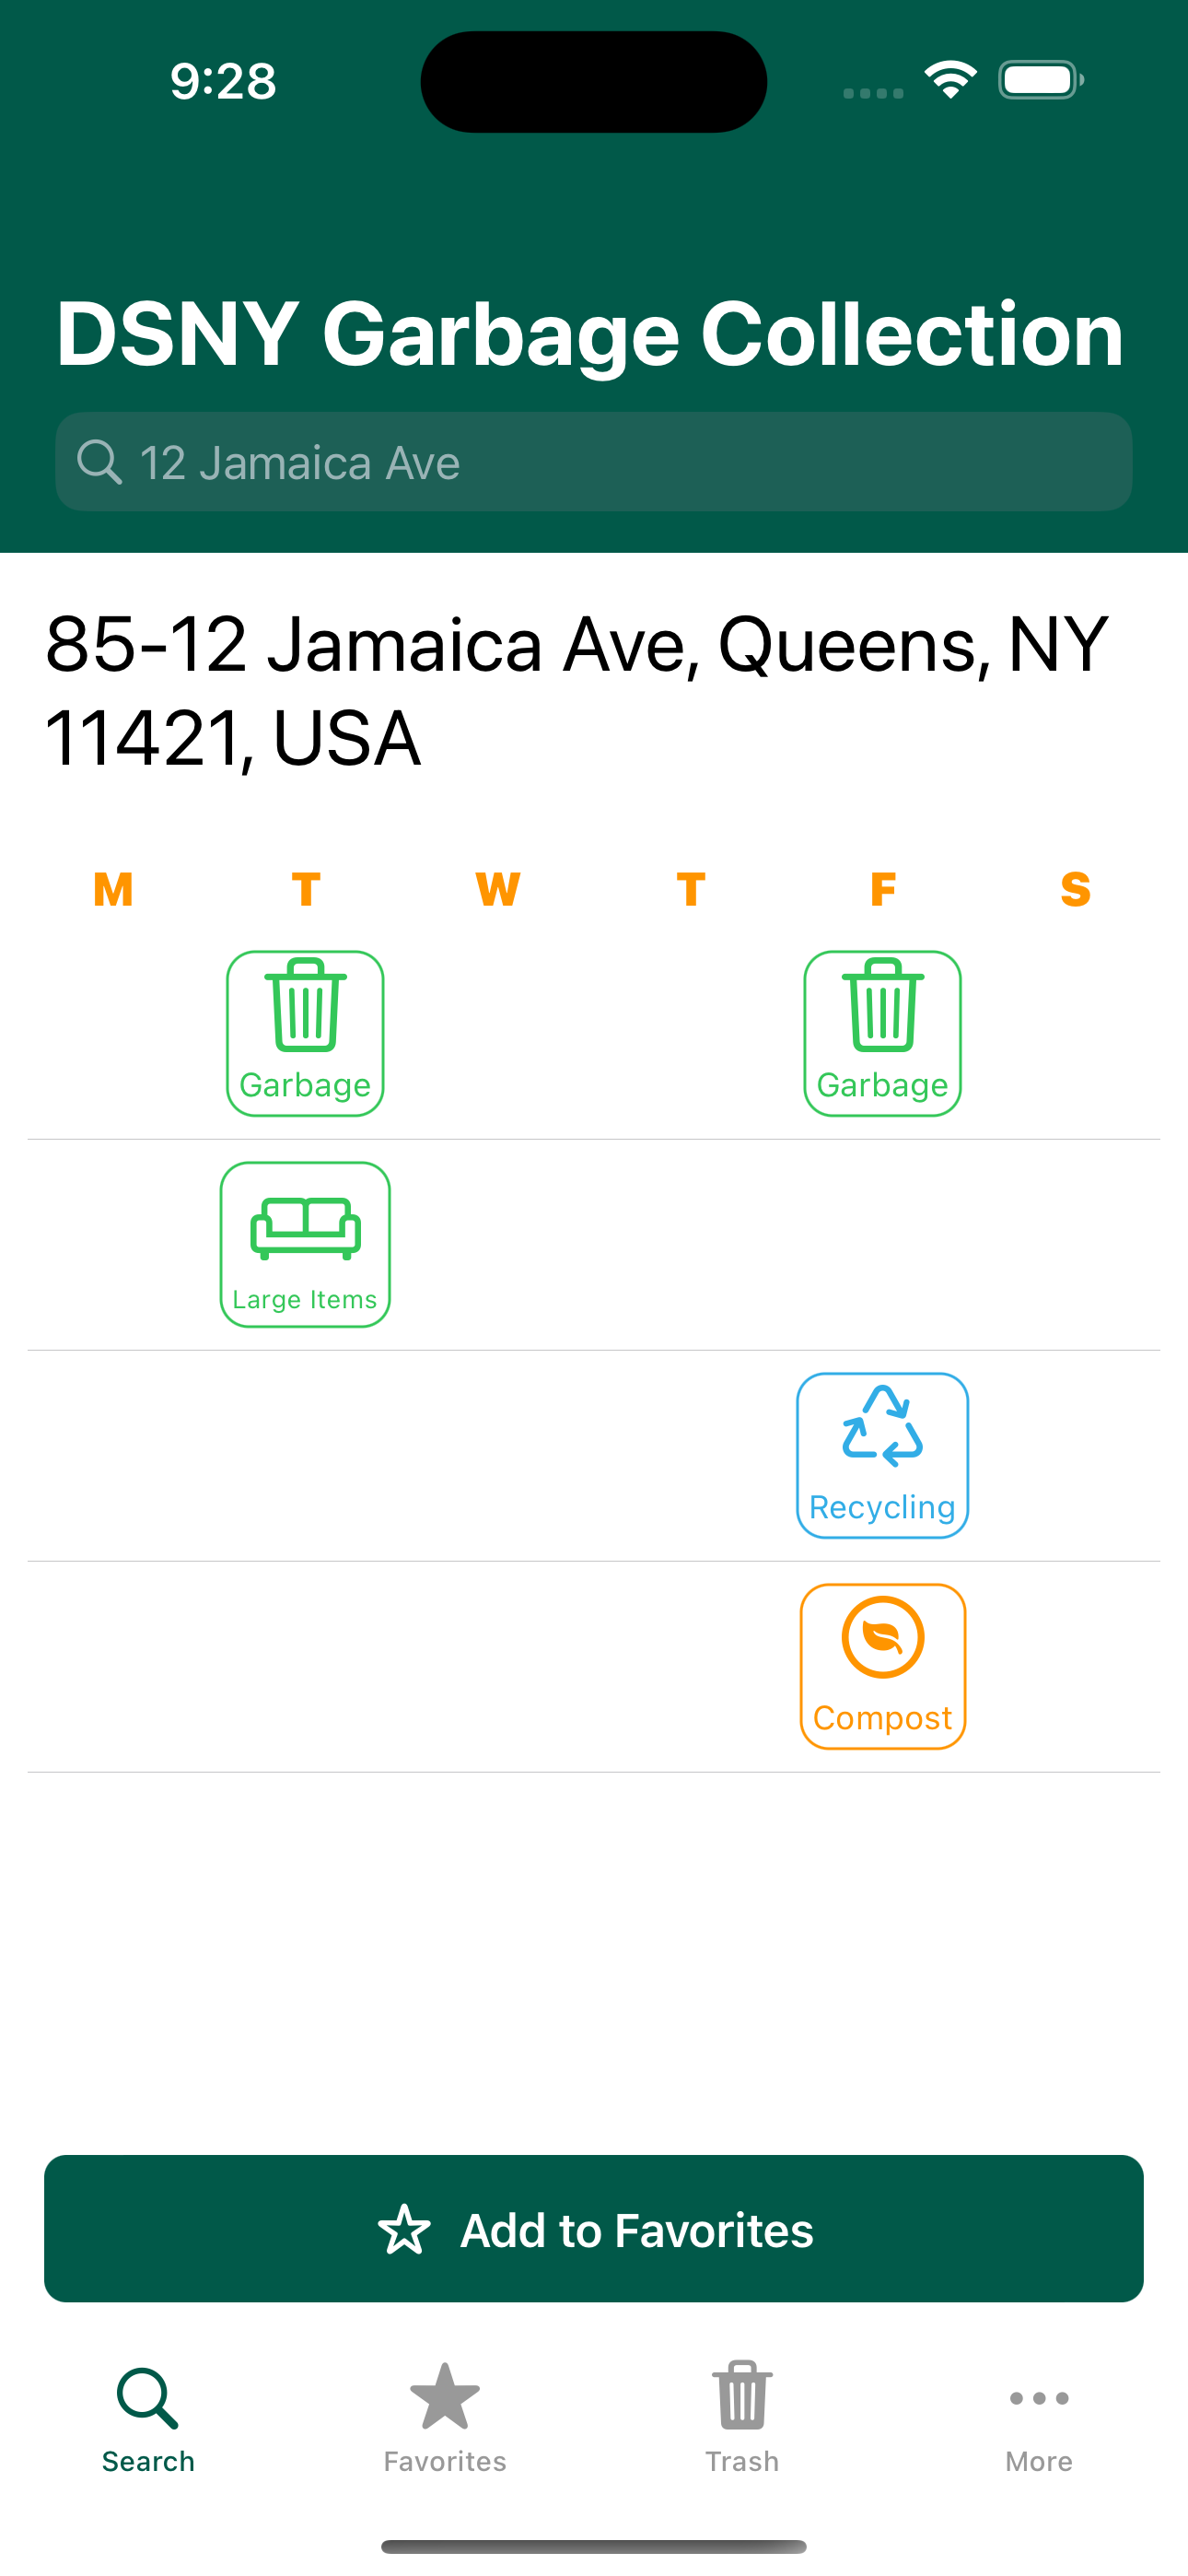 9:28
DSNY Garbage Collection
12 Jamaica Ave
85-12 Jamaica Ave, Queens, NY
11421, USA
M T W T F S
Garbage Garbage
Large Items
Recycling
Compost
Add to Favorites
Search Favorites Trash More